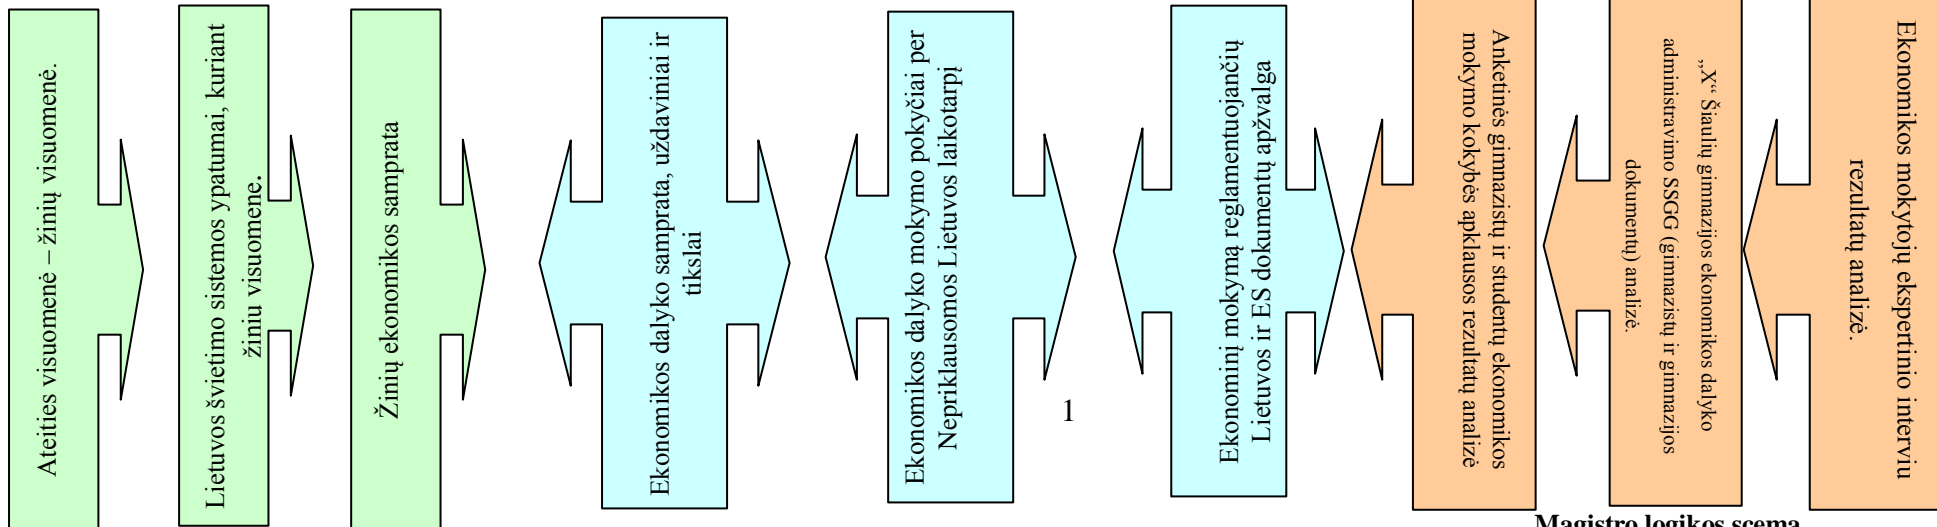 Ateities visuomenė – žinių visuomenė.
Lietuvos švietimo sistemos ypatumai, kuriant
žiniu visuomene.
Žinių ekonomikos samprata
Ekonomikos dalyko samprata, uždaviniai ir
tikslai
Ekonomikos dalyko mokymo pokyčiai per
Nepriklausomos Lietuvos laikotarpį
1
Ekonominį mokymą reglamentuojančių
Lietuvos ir ES dokumentų apžvalga
Anketinės gimnazistų ir studentų ekonomikos
mokymo kokybės apklausos rezultatų analizė
„X“ Šiaulių gimnazijos ekonomikos dalyko
administravimo SSGG (gimnazistų ir gimnazijos
dokumentų) analizė.
Ekonomikos mokytojų ekspertinio interviu
rezultatų analizė.
Magistro logikos scema